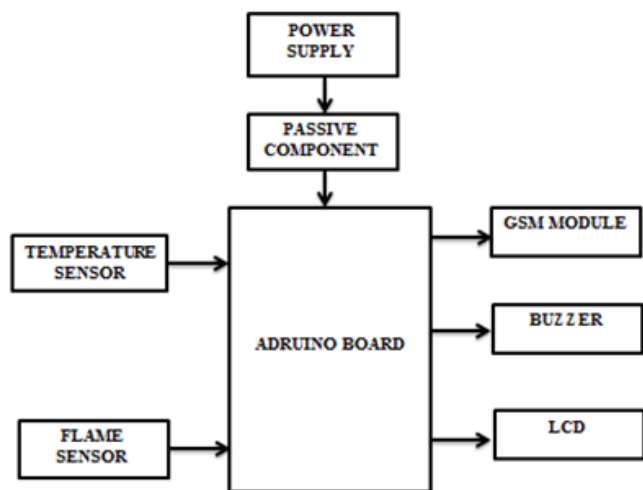 POWER
SUPPLY
PASSIVE
COMPONENT
TEMPERATURE
SENSOR
FLAME
SENSOR
ADRUINO BOARD
GSM MODULE
BUZZER
LCD